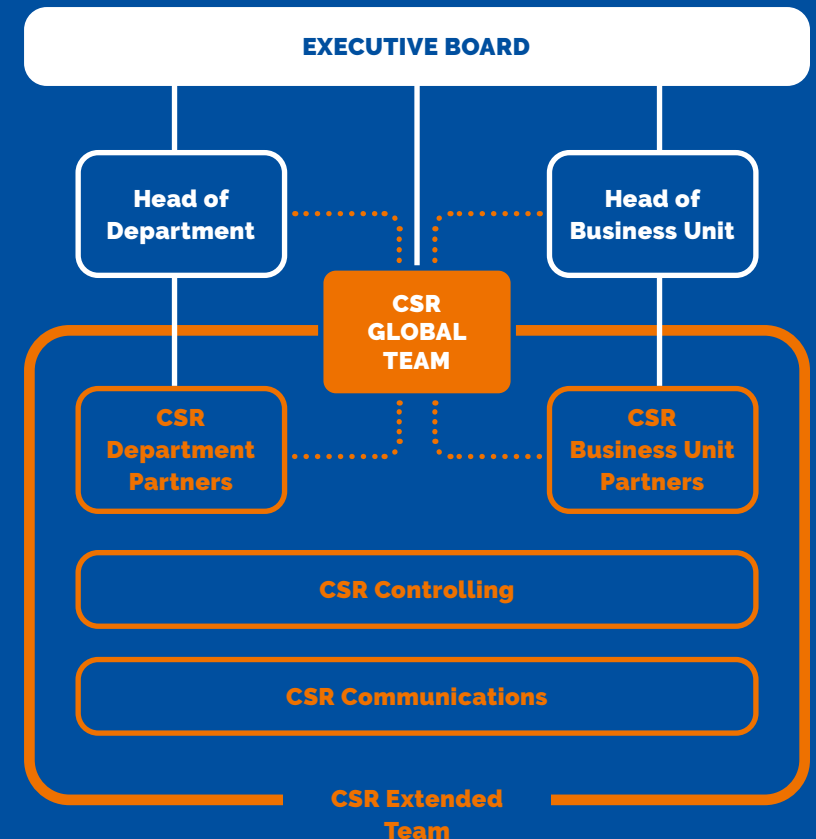 EXECUTIVE BOARD
Head of
Department
Head of
Business Unit
CSR
GLOBAL
TEAM
CSR
Department
Partners
CSR
Business Unit
Partners
CSR Controlling
CSR Communications
CSR Extended
Team